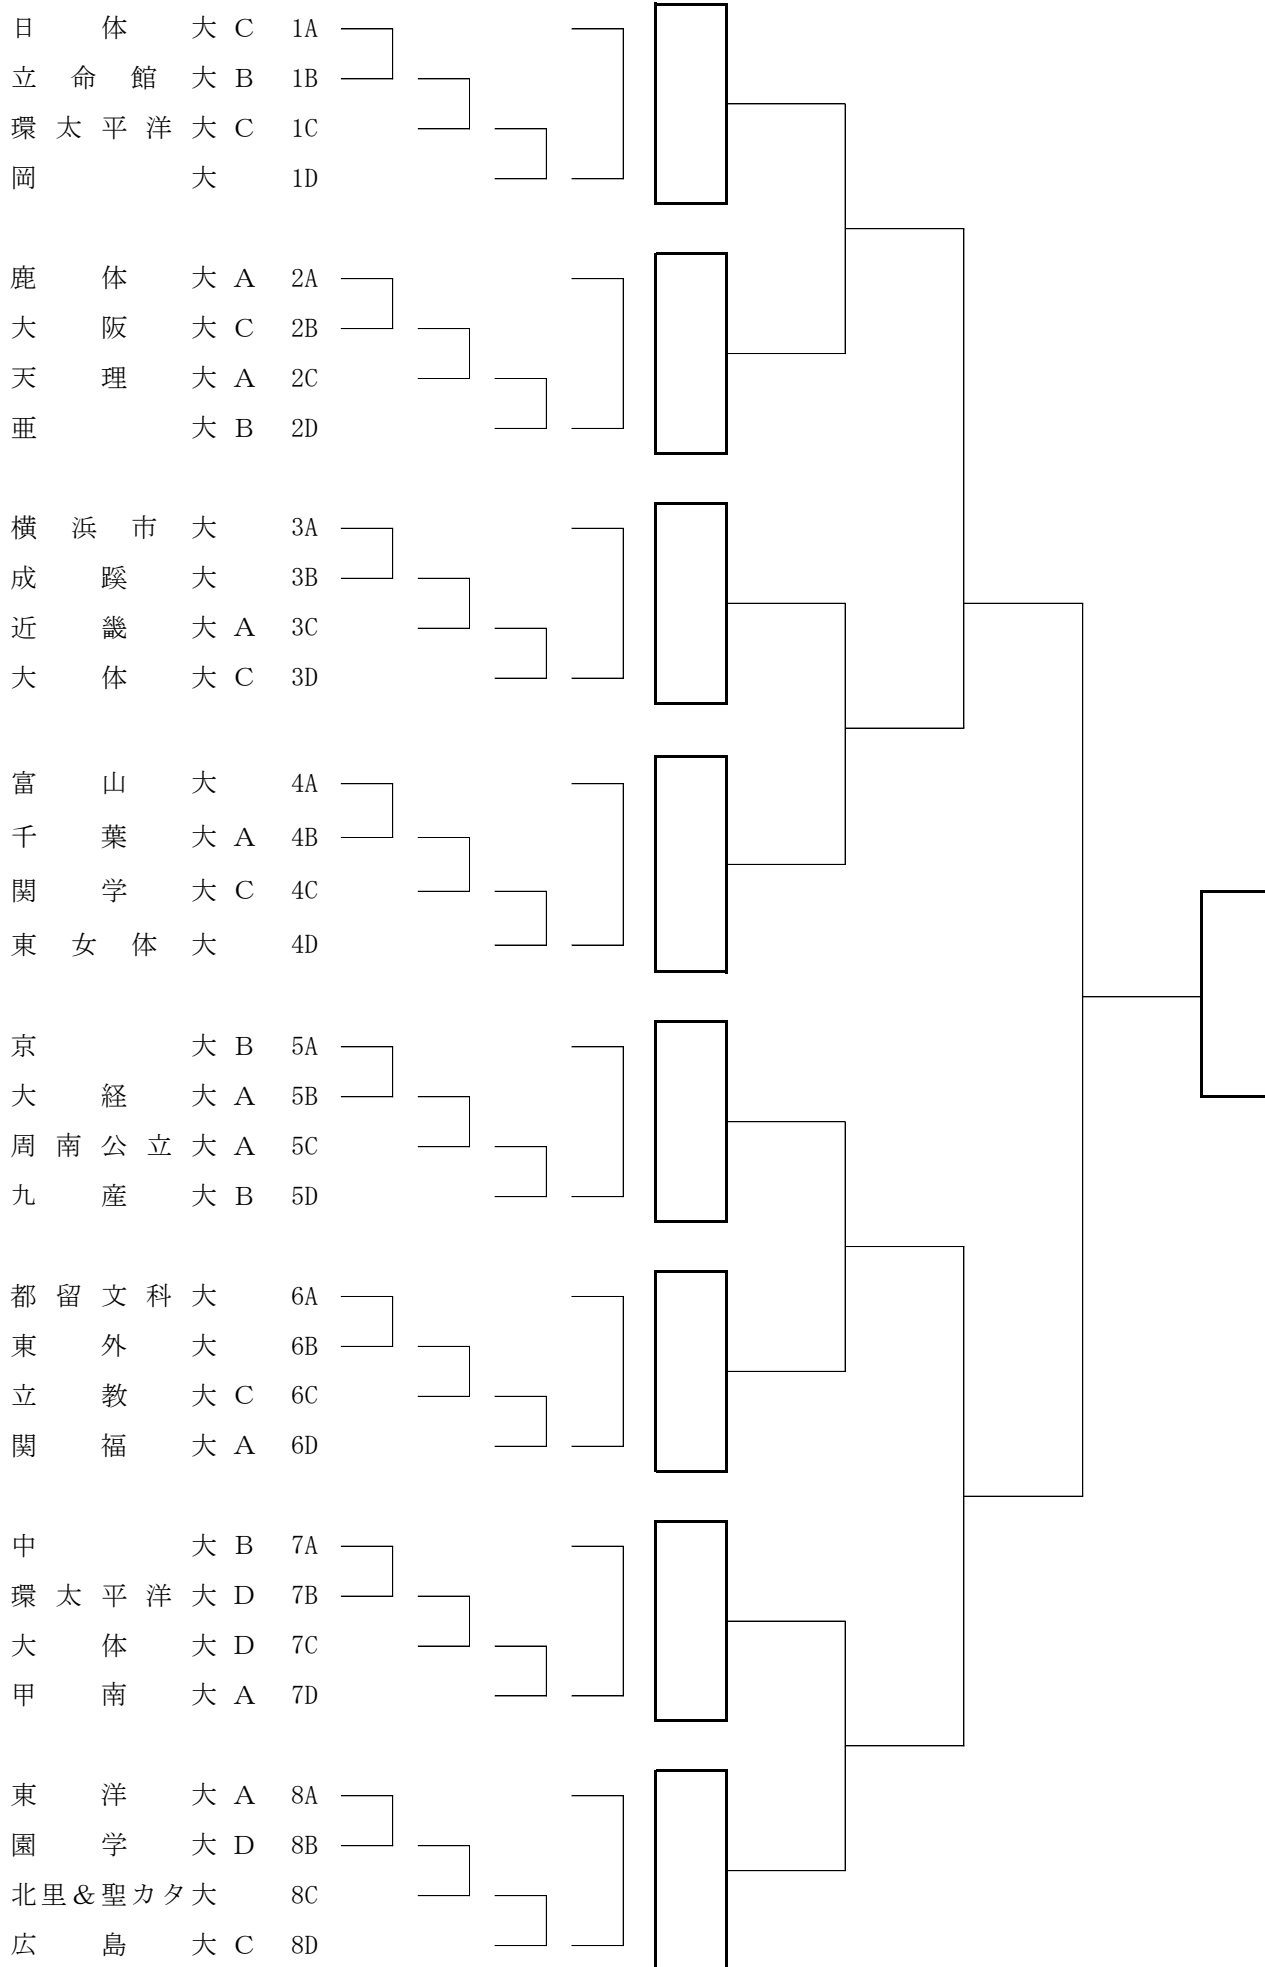 日体大 C 1A
立命館大 B 1B
環太平洋大 C 1C
岡大 1D
鹿体大 A 2A
大阪大 C 2B
天理大 A 2C
亜大 B 2D
横浜市大 3A
成蹊大 3B
近畿大 A 3C
大体大 C 3D
富山大 4A
千葉大 A 4B
関学大 C 4C
東女体大 4D
京大 B 5A
大経大 A 5B
周南公立大 A 5C
九産大 B 5D
都留文科大 6A
東外大 6B
立教大 C 6C
関福大 A 6D
中大 B 7A
環太平洋大 D 7B
大体大 D 7C
甲南大 A 7D
東洋大 A 8A
園学大 D 8B
北里&聖カタ大 8C
広島大 C 8D